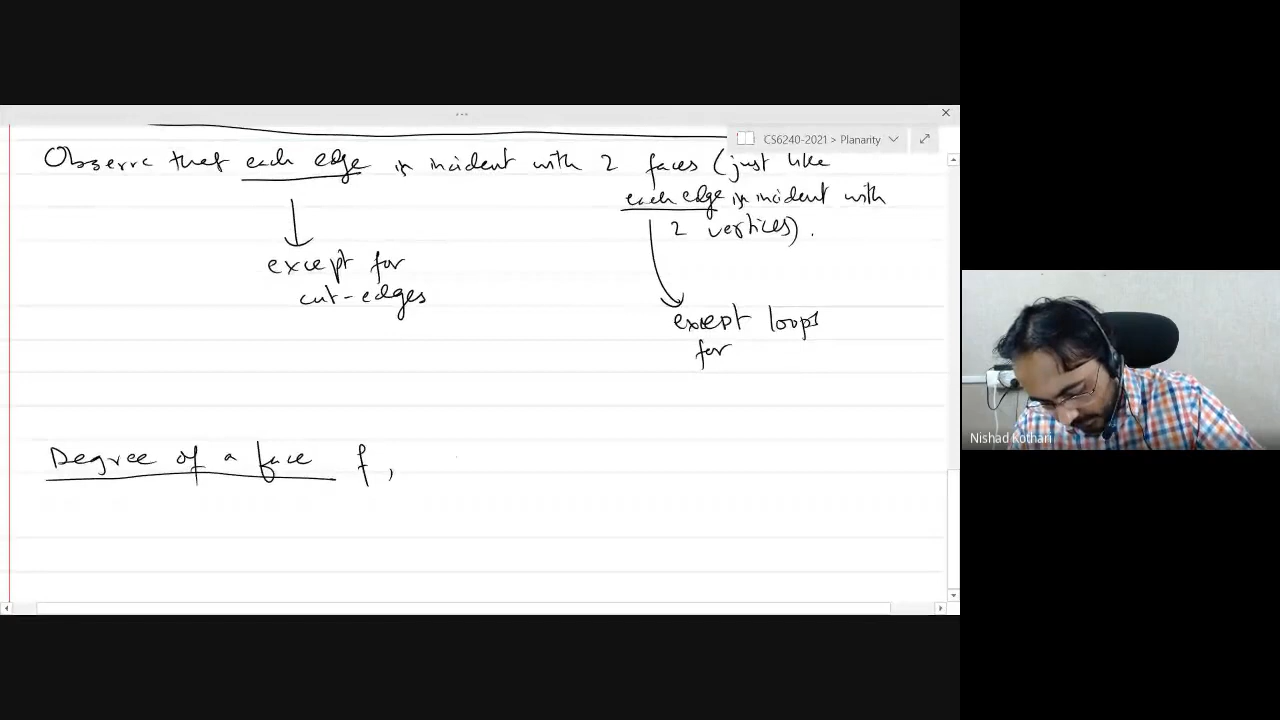 CS6240-2021 > Planarity
Observe that each edge is incident with 2 faces (just like
each edge is incident with
2 vertices).
except for
cut-edges
except loops
for
Degree of a face f,
Nishad Kothari